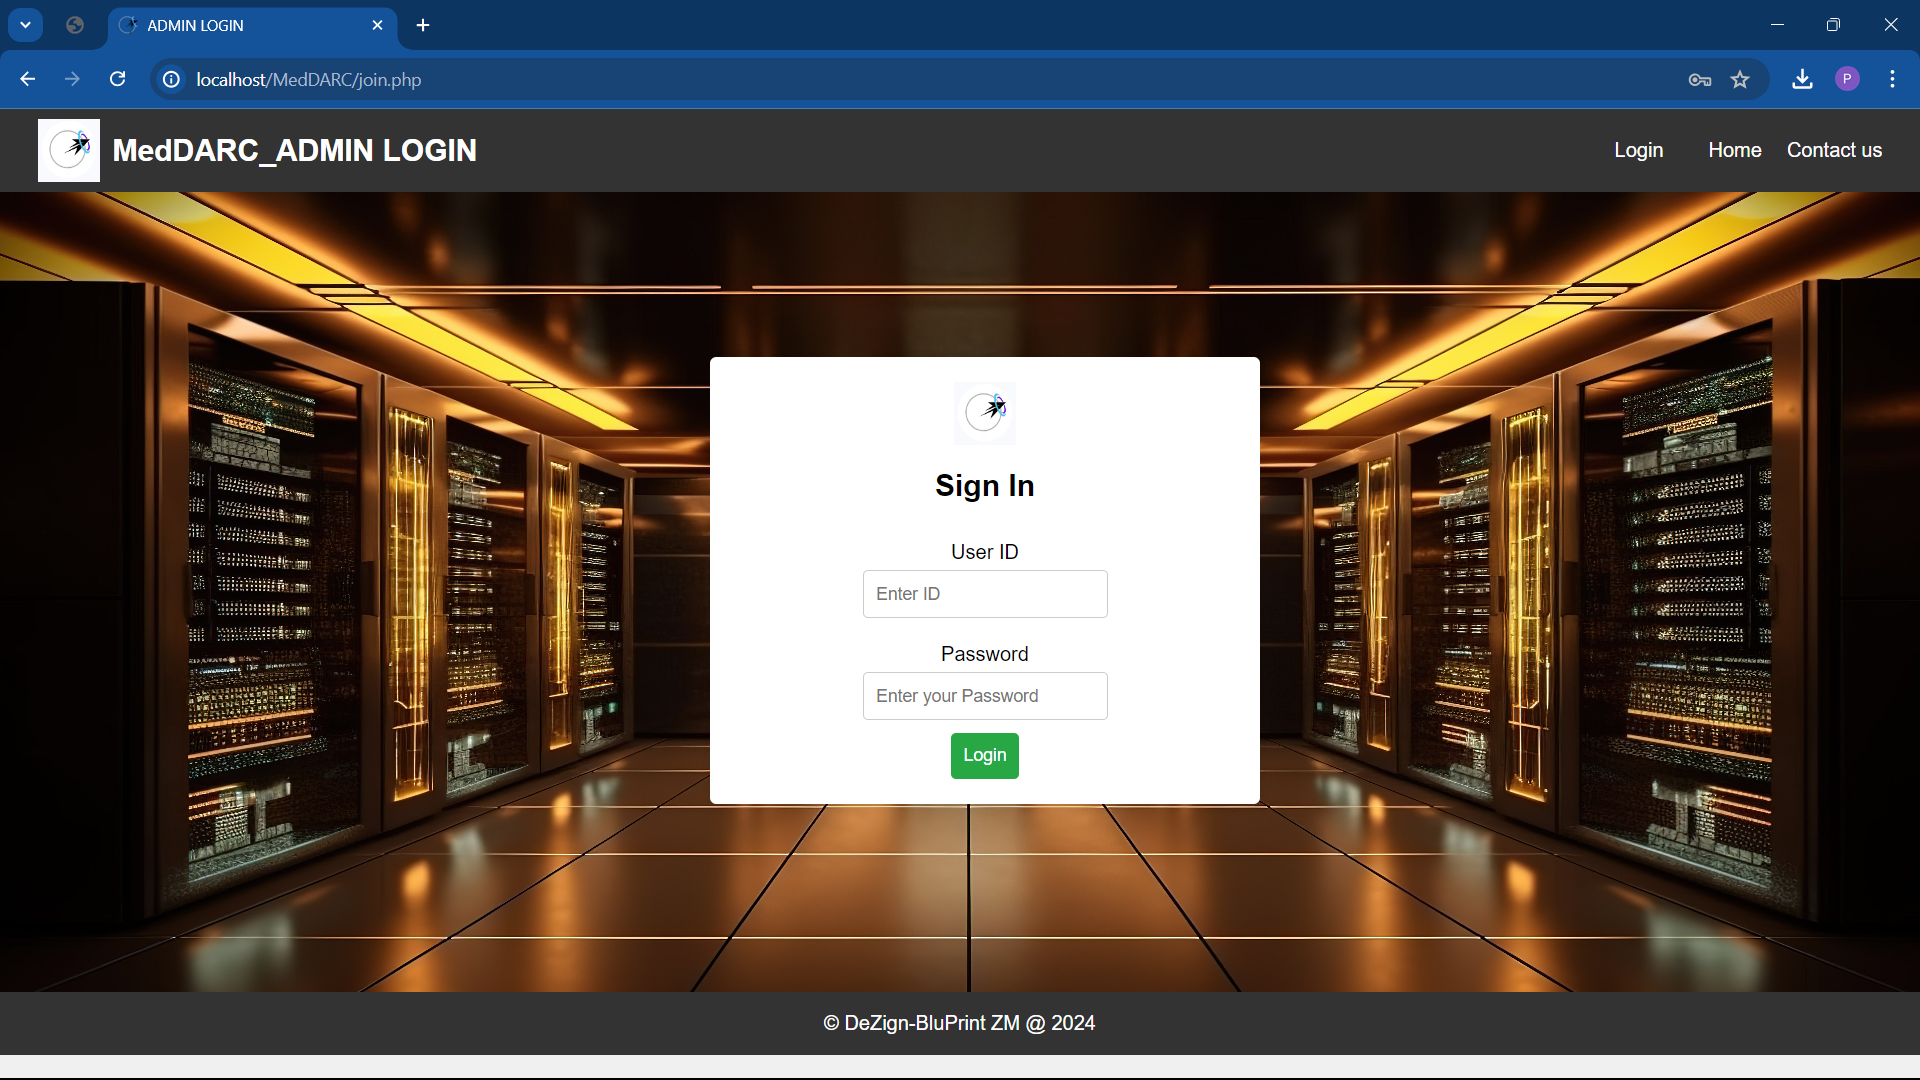 ADMIN LOGIN
localhost/MedDARC/join.php
P
MedDARC_ADMIN LOGIN
Login
Home
Contact us
Sign In
User ID
Enter ID
Password
Enter your Password
Login
© DeZign-BluPrint ZM @ 2024